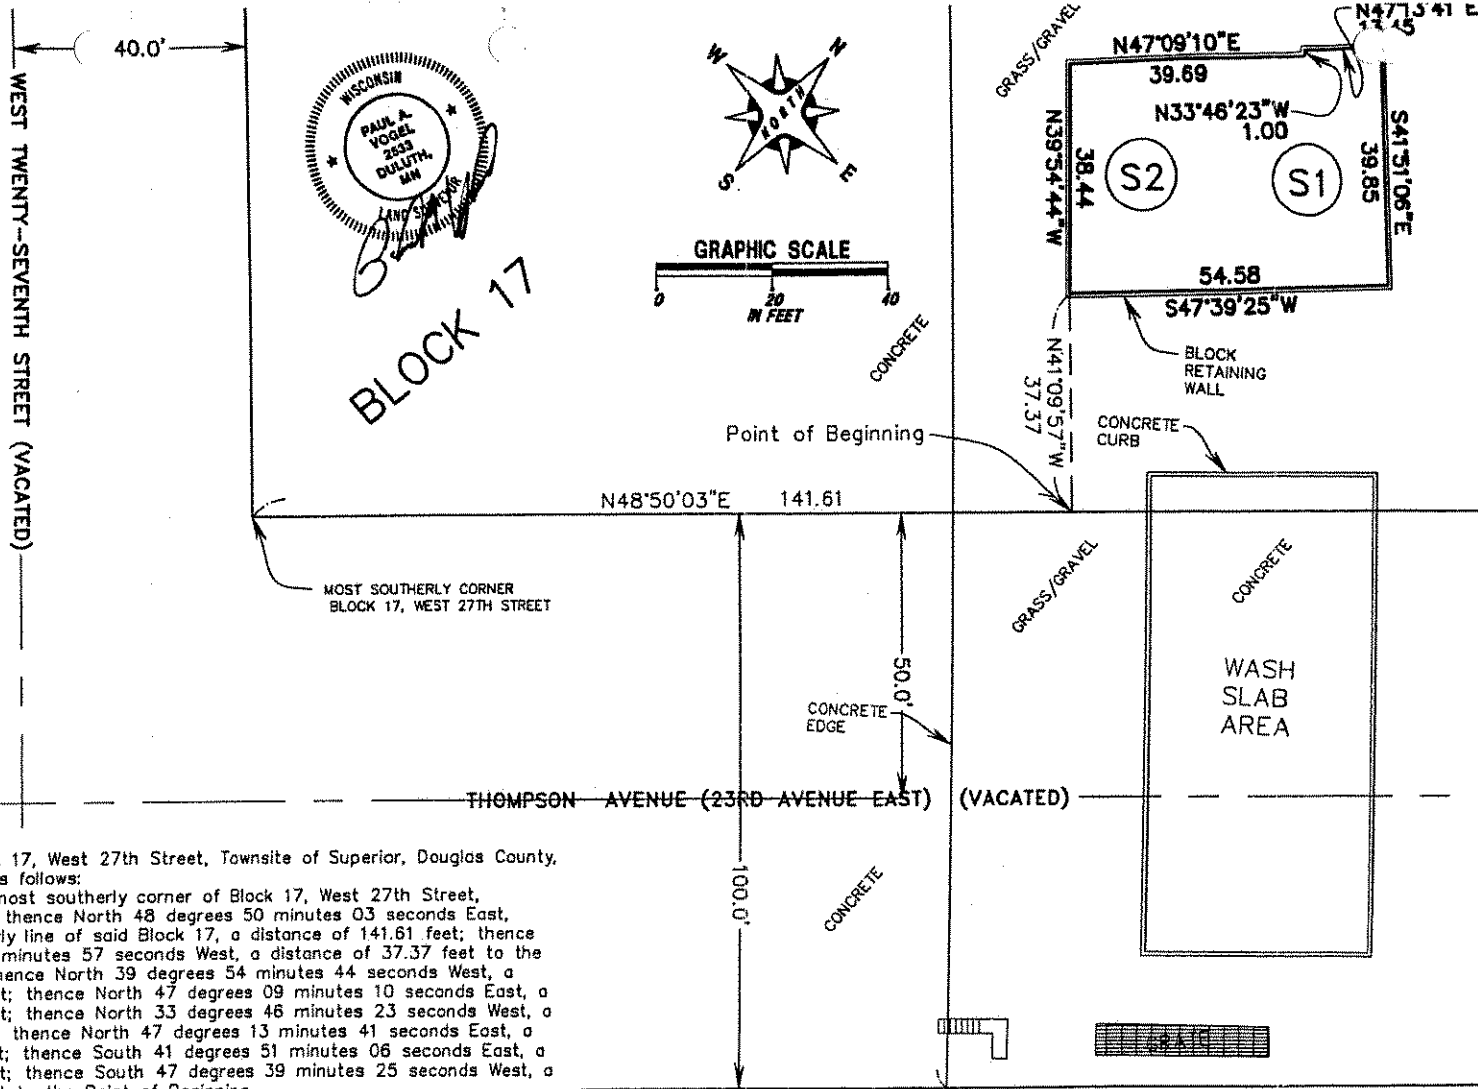 40.0'
WEST TWENTY-SEVENTH STREET (VACATED)
WISCONSIN
PAUL A.
VOGEL
2533
DULUTH,
MN
LAND
BLOCK 17
W
N
NORTH
S
E
GRAPHIC SCALE
0 20 40
IN FEET
GRASS/GRAVEL
N47°13'41"E
13.45
N47°09'10"E
39.69
N33°46'23"W
1.00
N39°54'44"W
38.44
S2
S1
S41°51'06"E
39.85
54.58
S47°39'25"W
CONCRETE
BLOCK
RETAINING
WALL
N41°09'57"W
37.37
Point of Beginning
CONCRETE
CURB
N48°50'03"E 141.61
MOST SOUTHERLY CORNER
BLOCK 17, WEST 27TH STREET
GRASS/GRAVEL
CONCRETE
50.0'
WASH
SLAB
AREA
CONCRETE
EDGE
THOMPSON AVENUE (23RD AVENUE EAST) (VACATED)
100.0'
CONCRETE
17, West 27th Street, Townsite of Superior, Douglas County,
s follows:
most southerly corner of Block 17, West 27th Street,
thence North 48 degrees 50 minutes 03 seconds East,
ly line of said Block 17, a distance of 141.61 feet; thence
minutes 57 seconds West, a distance of 37.37 feet to the
hence North 39 degrees 54 minutes 44 seconds West, a
t; thence North 47 degrees 09 minutes 10 seconds East, a
t; thence North 33 degrees 46 minutes 23 seconds West, a
thence North 47 degrees 13 minutes 41 seconds East, a
t; thence South 41 degrees 51 minutes 06 seconds East, a
t; thence South 47 degrees 39 minutes 25 seconds West, a
the Point of Beginning